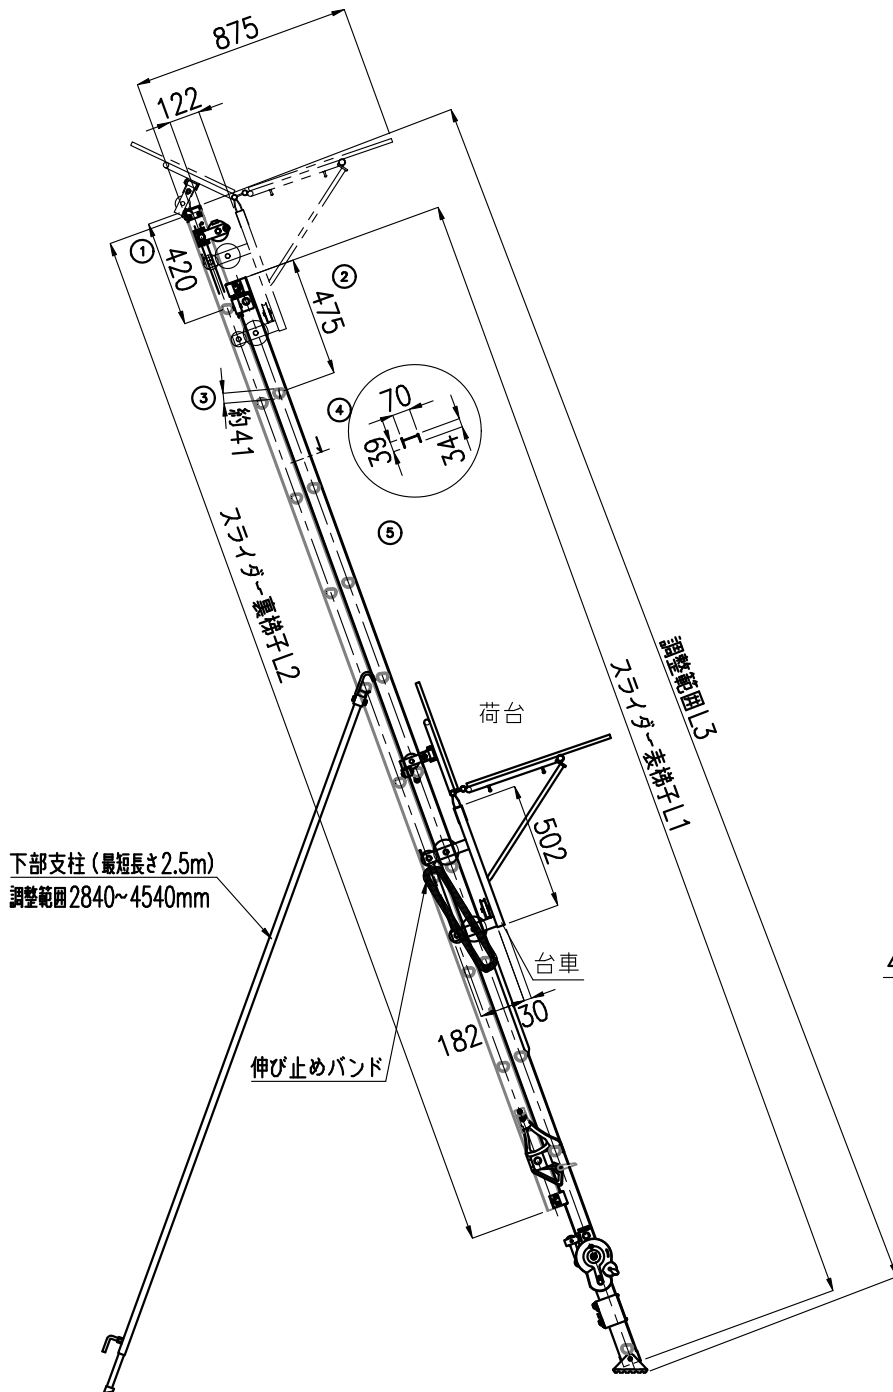 875
122
①
420
②
475
③
約41
④
70
39
34
⑤
スライダー裏梯子L2
調整範囲L3
スライダー表梯子L1
荷台
502
下部支柱(最短長さ2.5m)
調整範囲2840~4540mm
台車
30
182
伸び止めバンド